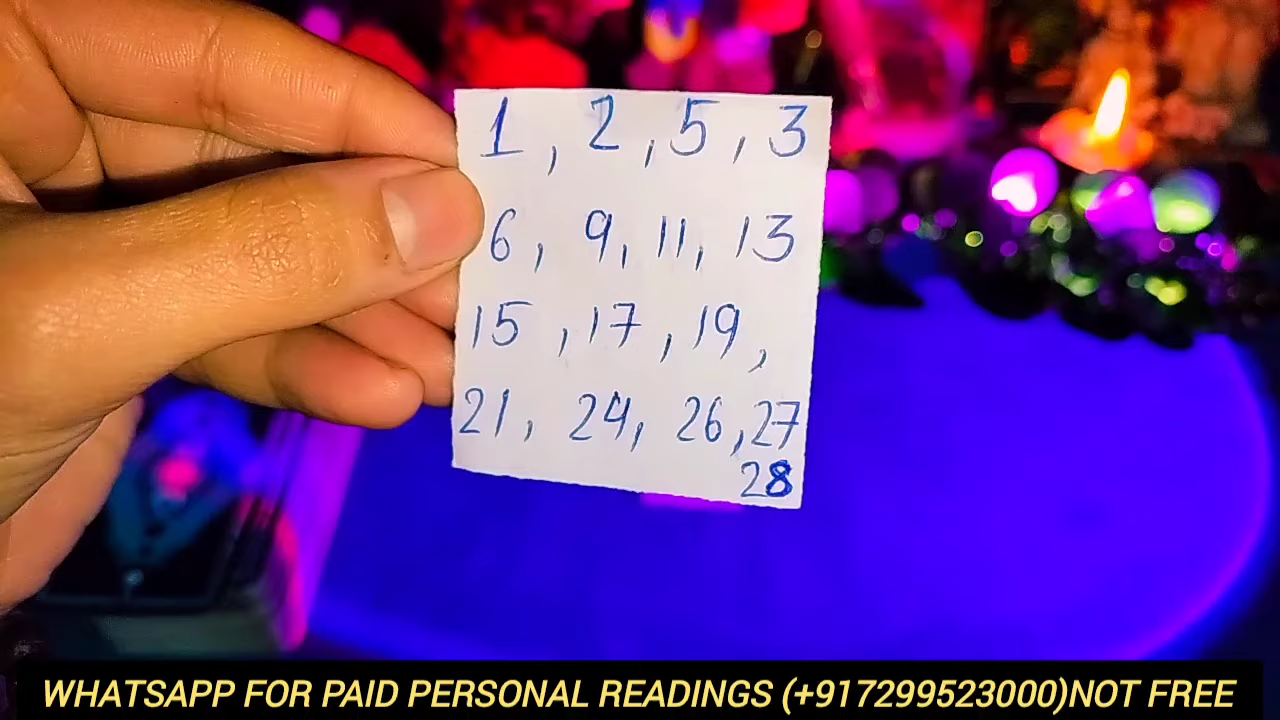 1, 2, 5, 3
6, 9, 11, 13
15, 17, 19,
21, 24, 26, 27
28
WHATSAPP FOR PAID PERSONAL READINGS (+917299523000)NOT FREE